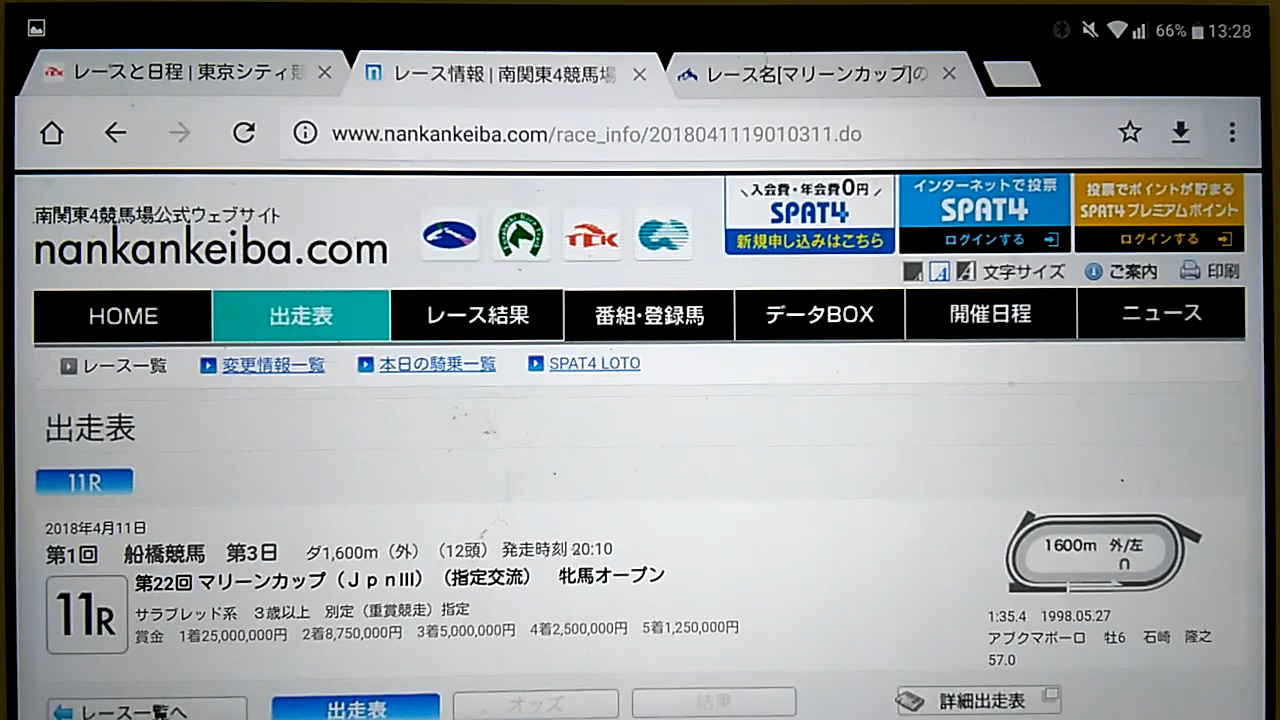 66% 13:28
レースと日程 | 東京シティ競
レース情報 | 南関東4競馬場
レース名[マリーンカップ]の
www.nankankeiba.com/race_info/2018041119010311.do
南関東4競馬場公式ウェブサイト
nankankeiba.com
TCK
入会費・年会費0円
SPAT4
新規申し込みはこちら
インターネットで投票
SPAT4
ログインする
投票でポイントが貯まる
SPAT4プレミアムポイント
ログインする
A 文字サイズ ご案内 印刷
HOME 出走表 レース結果 番組・登録馬 データBOX 開催日程 ニュース
レース一覧 変更情報一覧 本日の騎乗一覧 SPAT4 LOTO
出走表
11R
2018年4月11日
第1回 船橋競馬 第3日 ダ1,600m（外）（12頭） 発走時刻 20:10
11R
第22回 マリーンカップ（ＪｐｎⅢ）（指定交流） 牝馬オープン
サラブレッド系 ３歳以上 別定（重賞競走）指定
賞金 1着25,000,000円 2着8,750,000円 3着5,000,000円 4着2,500,000円 5着1,250,000円
1600m 外/左
1:35.4 1998.05.27
アブクマポーロ 牡6 石崎 隆之
57.0
レース一覧へ 出走表 オッズ 結果 詳細出走表